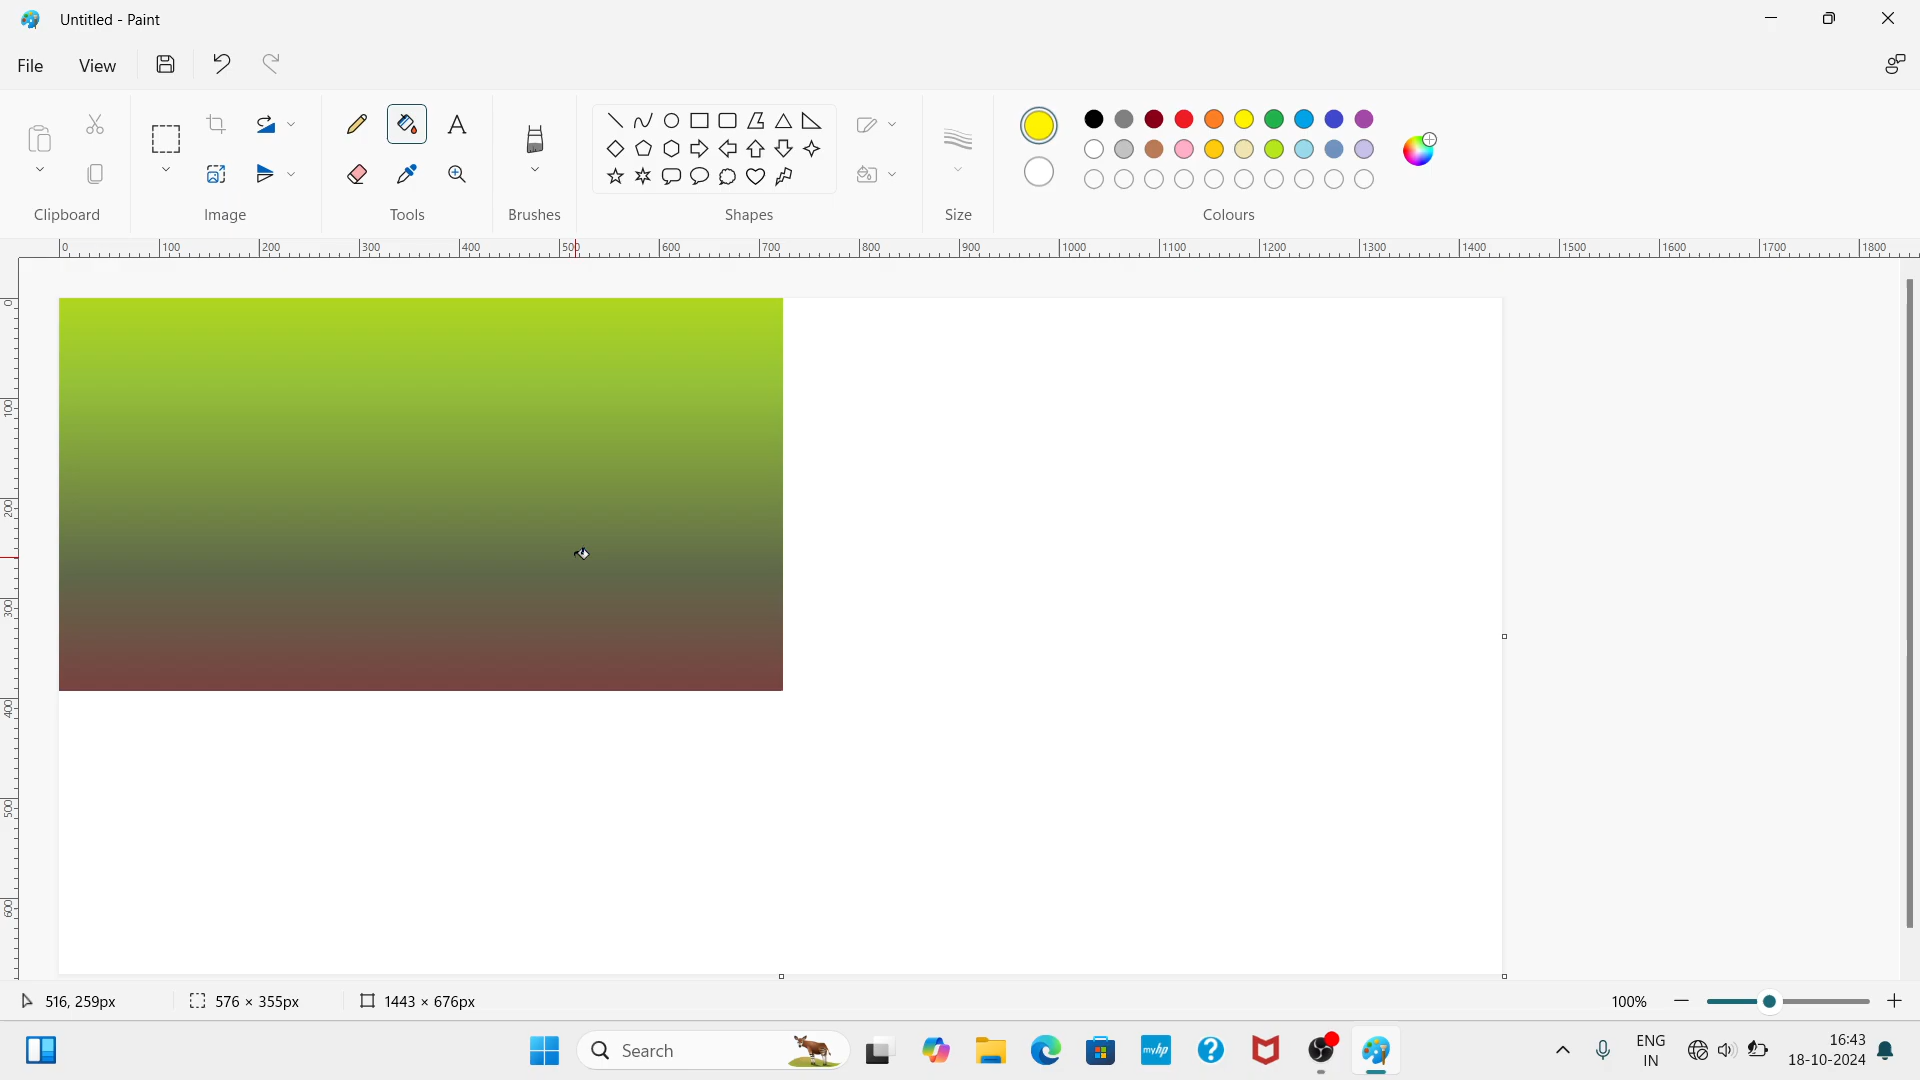 Untitled - Paint
File View
Clipboard Image Tools Brushes Shapes Size Colours
0 100 200 300 400 500 600 700 800 900 1000 1100 1200 1300 1400 1500 1600 1700 1800
0
100
200
300
400
500
600
516, 259px 576 × 355px 1443 × 676px 100%
Search myhp ENG 16:43
IN 18-10-2024